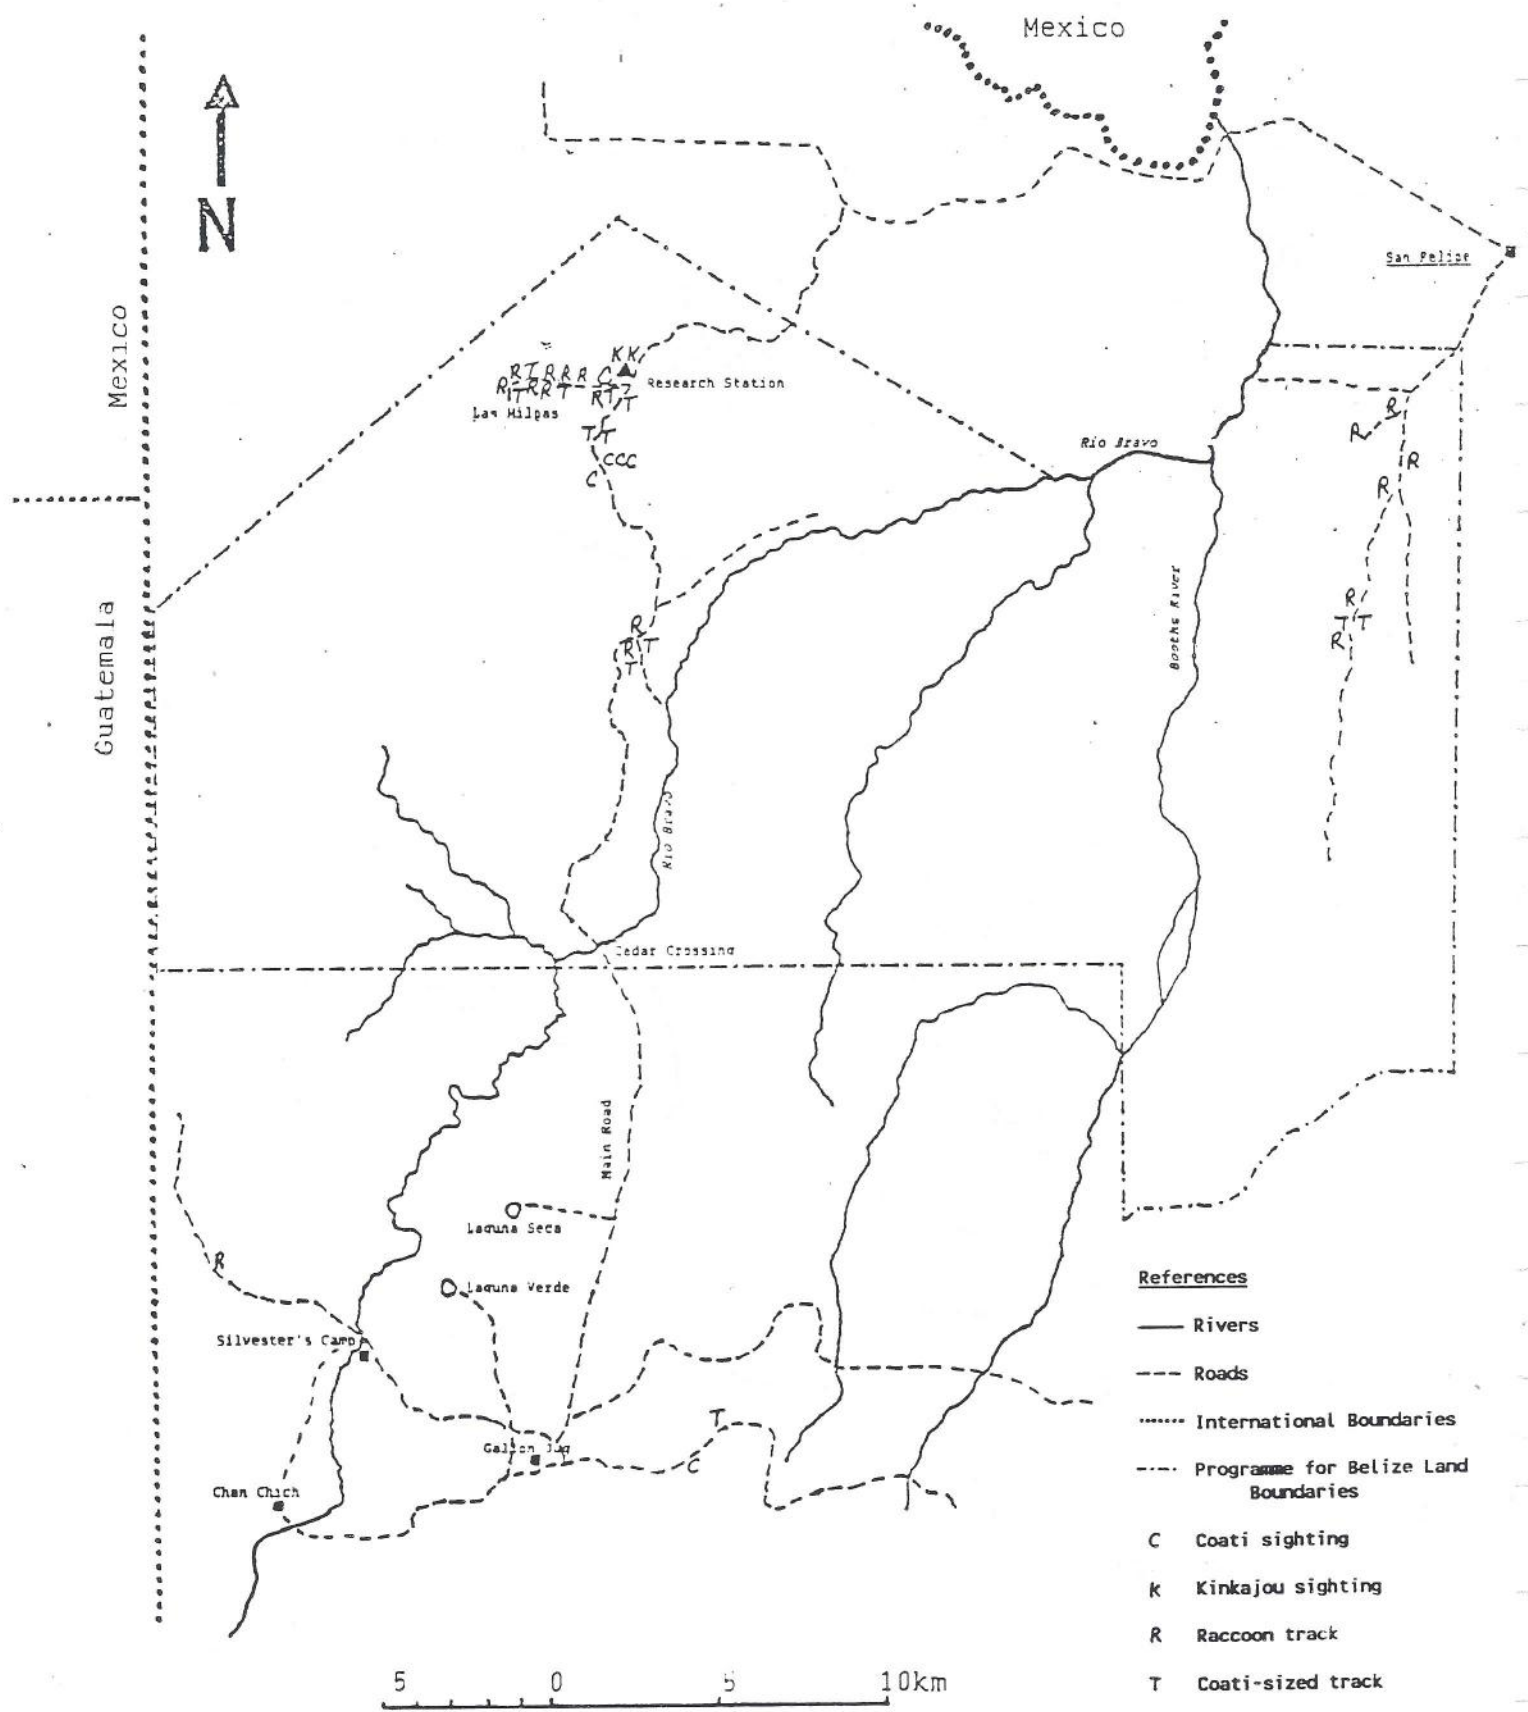 Mexico
N
San Felipe
Mexico
K K
R T R R R C
R T R R T R T T
Research Station
Las Milpas
T
T T
C C C
C
R
R
R
R
Rio Bravo
Guatemala
Booths River
R
T T
R
R
T
R
T
Rio Bravo
Cedar Crossing
Main Road
Laguna Seca
R
Laguna Verde
Silvester's Camp
Gallon Jug
T
C
Chan Chich
References
Rivers
Roads
International Boundaries
Programme for Belize Land
Boundaries
C Coati sighting
K Kinkajou sighting
R Raccoon track
T Coati-sized track
5 0 5 10km